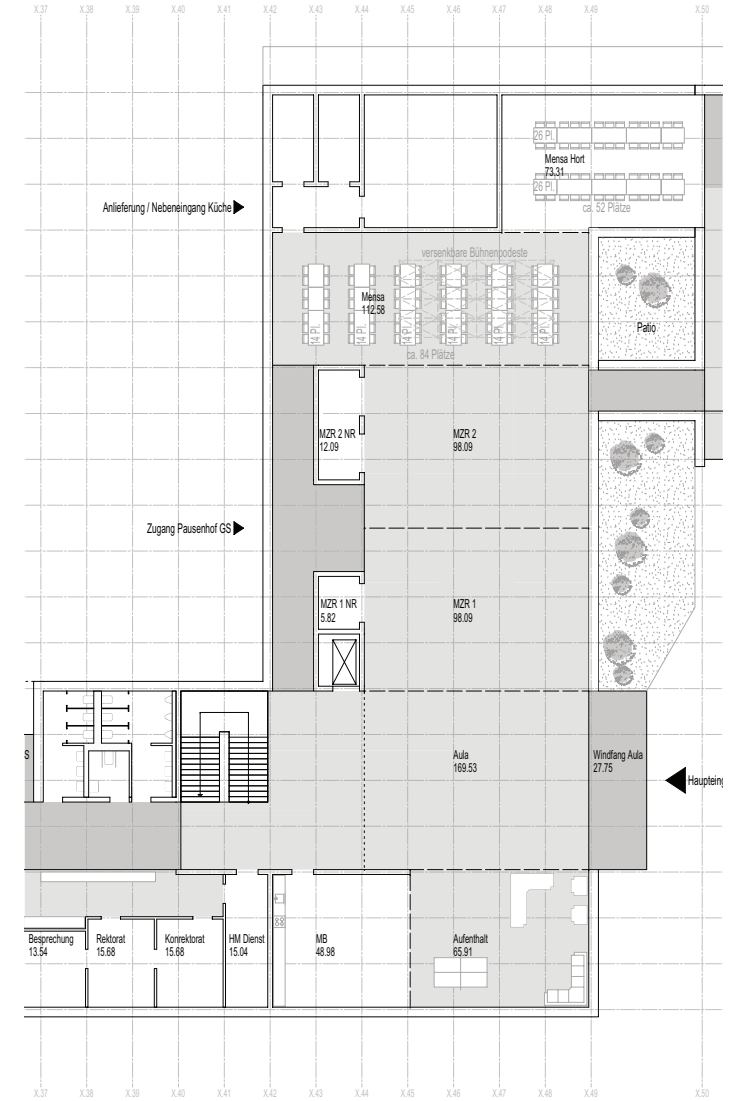 X.37 X.38 X.39 X.40 X.41 X.42 X.43 X.44 X.45 X.46 X.47 X.48 X.49 X.50
26 Pl.
Mensa Hort
73.31
26 Pl.
ca. 52 Plätze
Anlieferung / Nebeneingang Küche
versenkbare Bühnenpodeste
Mensa
112.58
14 Pl. 14 Pl. 14 Pl. 14 Pl. 14 Pl. 14 Pl.
ca. 84 Plätze
Patio
MZR 2 NR
12.09
MZR 2
98.09
Zugang Pausenhof GS
MZR 1 NR
5.82
MZR 1
98.09
S
Aula
169.53
Windfang Aula
27.75
Haupteing
Besprechung
13.54
Rektorat
15.68
Konrektorat
15.68
HM Dienst
15.04
MB
48.98
Aufenthalt
65.91
X.37 X.38 X.39 X.40 X.41 X.42 X.43 X.44 X.45 X.46 X.47 X.48 X.49 X.50